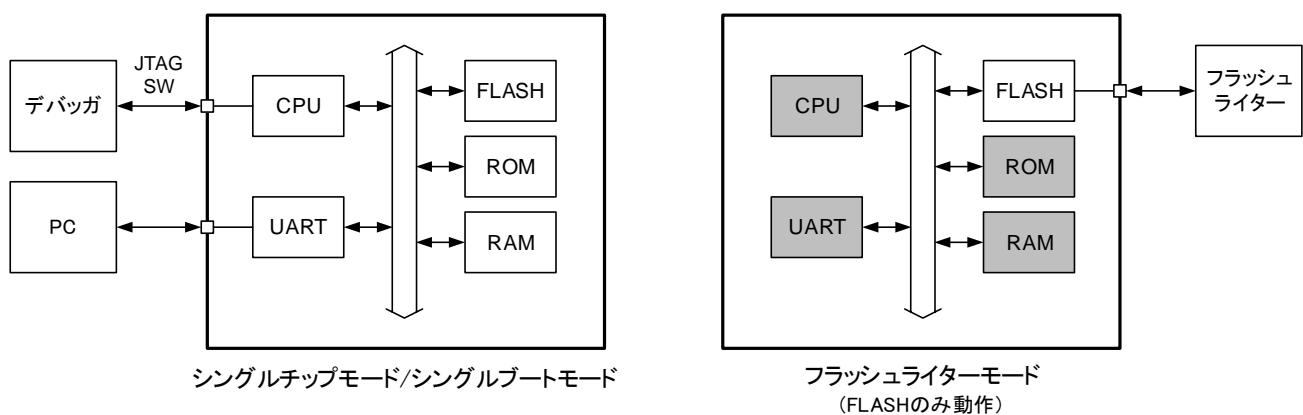 JTAG
SW
デバッガ
CPU
FLASH
ROM
PC
UART
RAM
シングルチップモード/シングルブートモード
CPU
FLASH
フラッシュ
ライター
ROM
UART
RAM
フラッシュライターモード
(FLASHのみ動作)